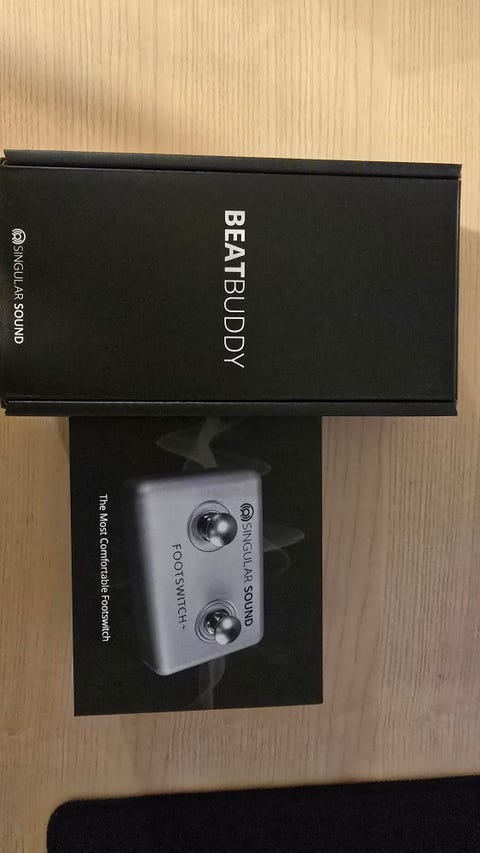 BEATBUDDY
SINGULAR SOUND
SINGULAR SOUND
FOOTSWITCH+
The Most Comfortable Footswitch